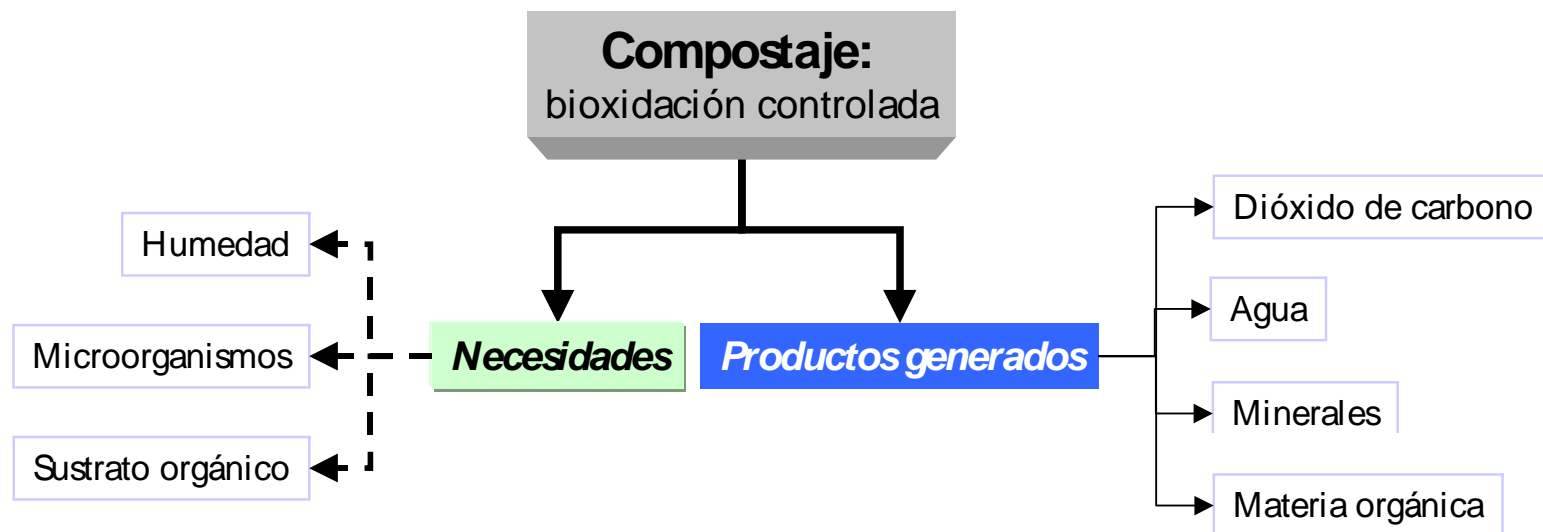 Compostaje:
bioxidación controlada
Humedad
Microorganismos
Sustrato orgánico
Necesidades
Productos generados
Dióxido de carbono
Agua
Minerales
Materia orgánica